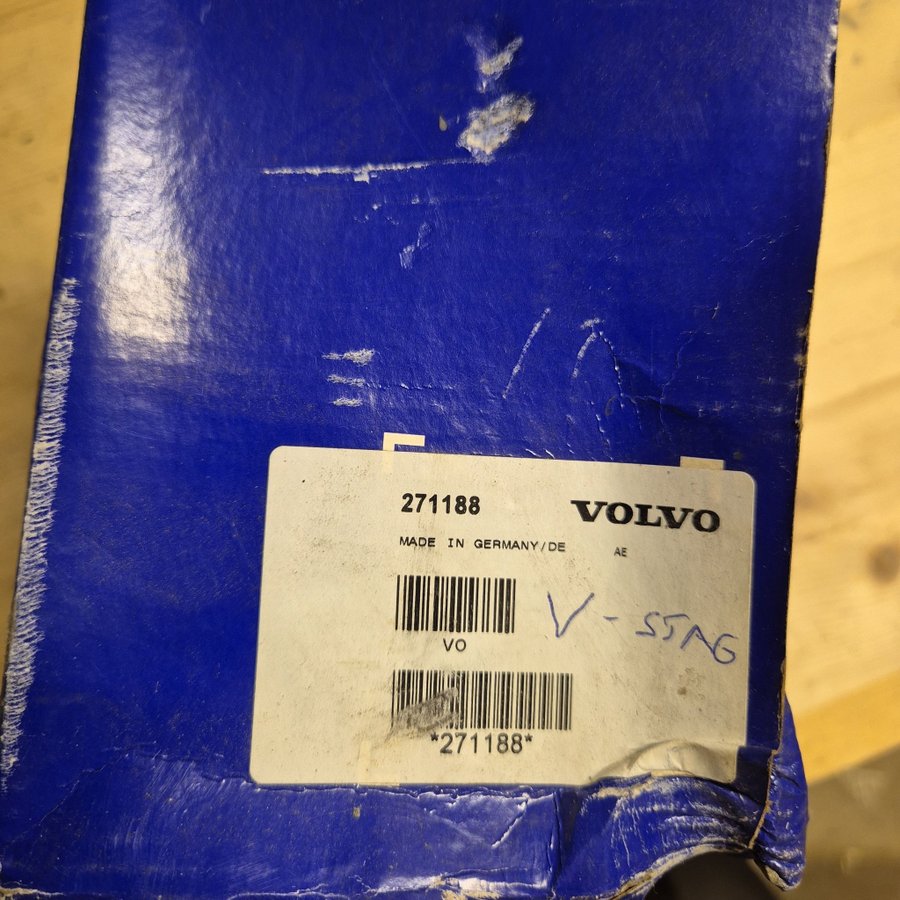 271188 VOLVO
MADE IN GERMANY/DE AE
VO
V - STAG
*271188*